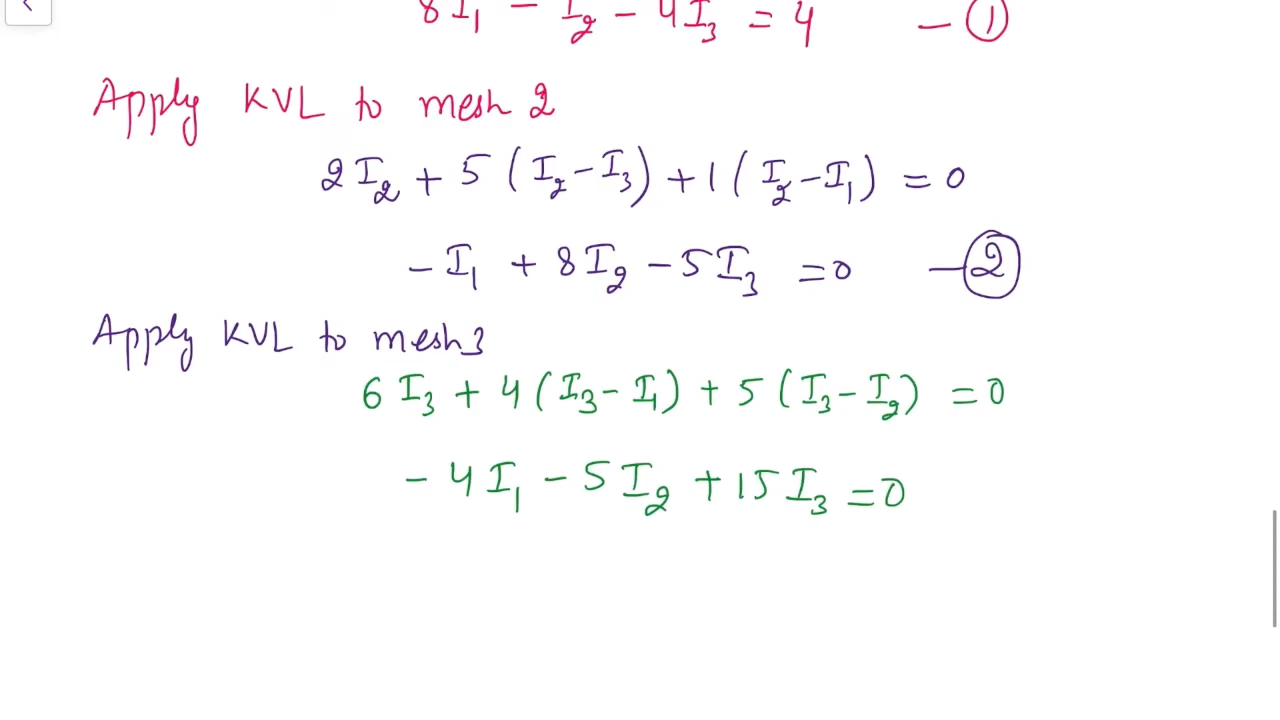 8I₁ - I₂ - 4I₃ = 4 - ①
Apply KVL to mesh 2
2I₂ + 5(I₂ - I₃) + 1(I₂ - I₁) = 0
- I₁ + 8I₂ - 5I₃ = 0 - ②
Apply KVL to mesh 3
6I₃ + 4(I₃ - I₁) + 5(I₃ - I₂) = 0
- 4I₁ - 5I₂ + 15I₃ = 0